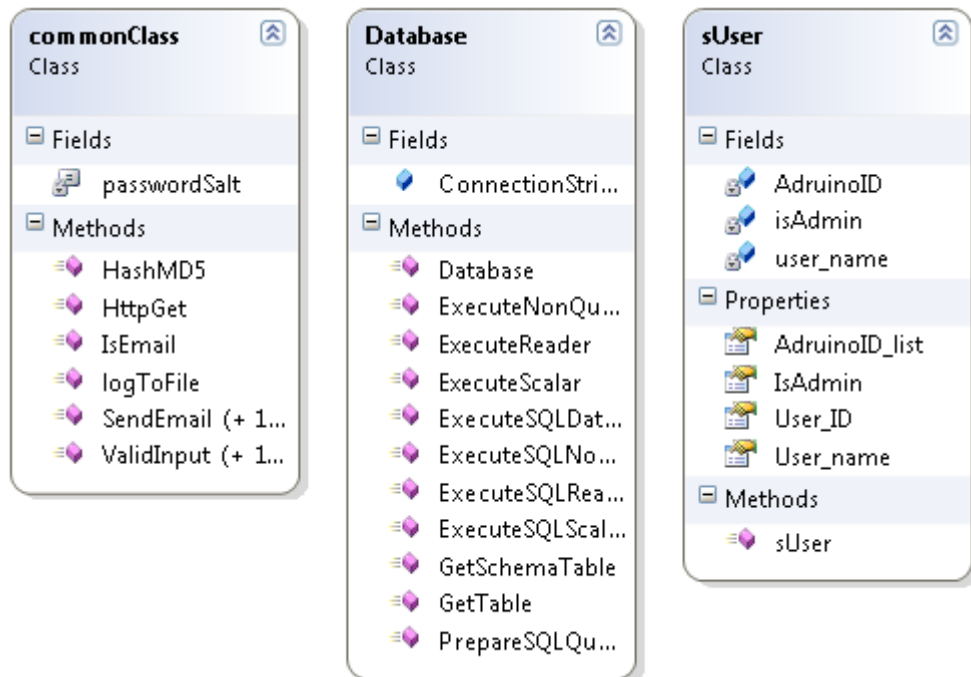 commonClass
Class
Fields
passwordSalt
Methods
HashMD5
HttpGet
IsEmail
logToFile
SendEmail (+ 1...
ValidInput (+ 1...
Database
Class
Fields
ConnectionStri...
Methods
Database
ExecuteNonQu...
ExecuteReader
ExecuteScalar
ExecuteSQLDat...
ExecuteSQLNo...
ExecuteSQLRea...
ExecuteSQLScal...
GetSchemaTable
GetTable
PrepareSQLQu...
sUser
Class
Fields
AdruinoID
isAdmin
user_name
Properties
AdruinoID_list
IsAdmin
User_ID
User_name
Methods
sUser